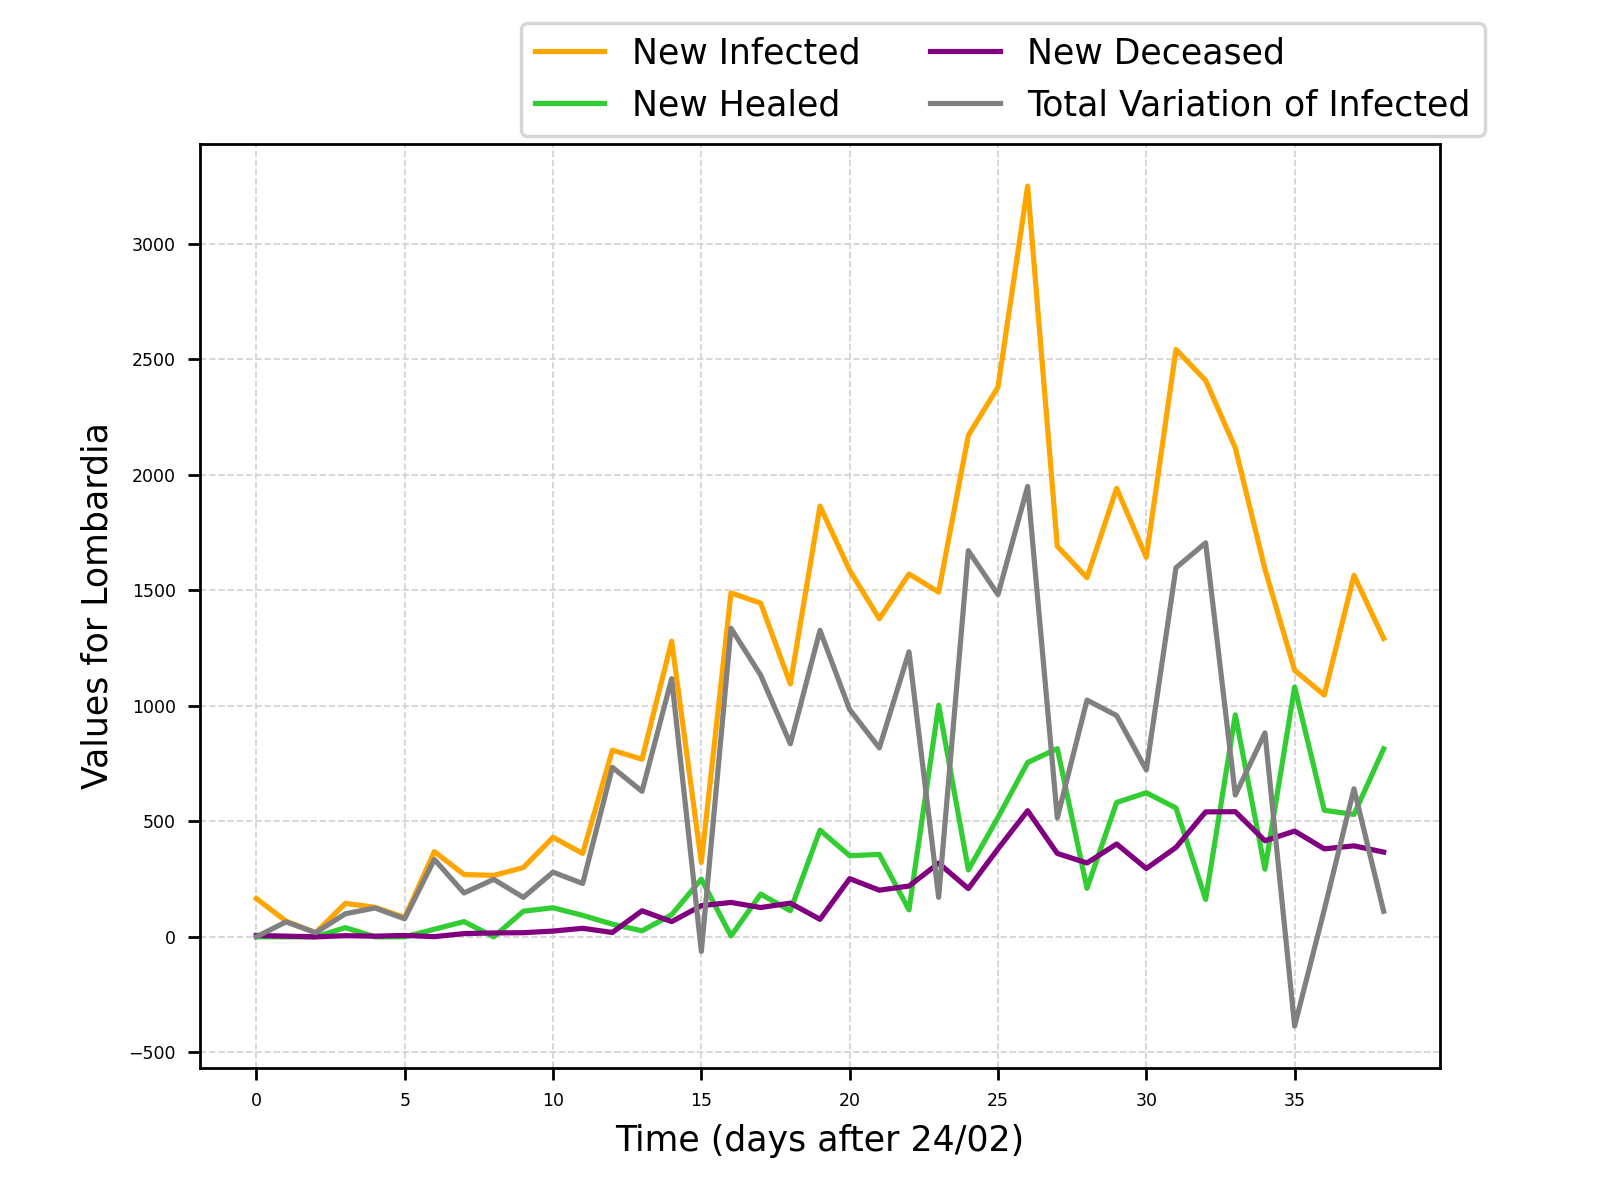 New Infected
New Healed
New Deceased
Total Variation of Infected
3000
2500
2000
1500
1000
500
0
−500
Values for Lombardia
0 5 10 15 20 25 30 35
Time (days after 24/02)